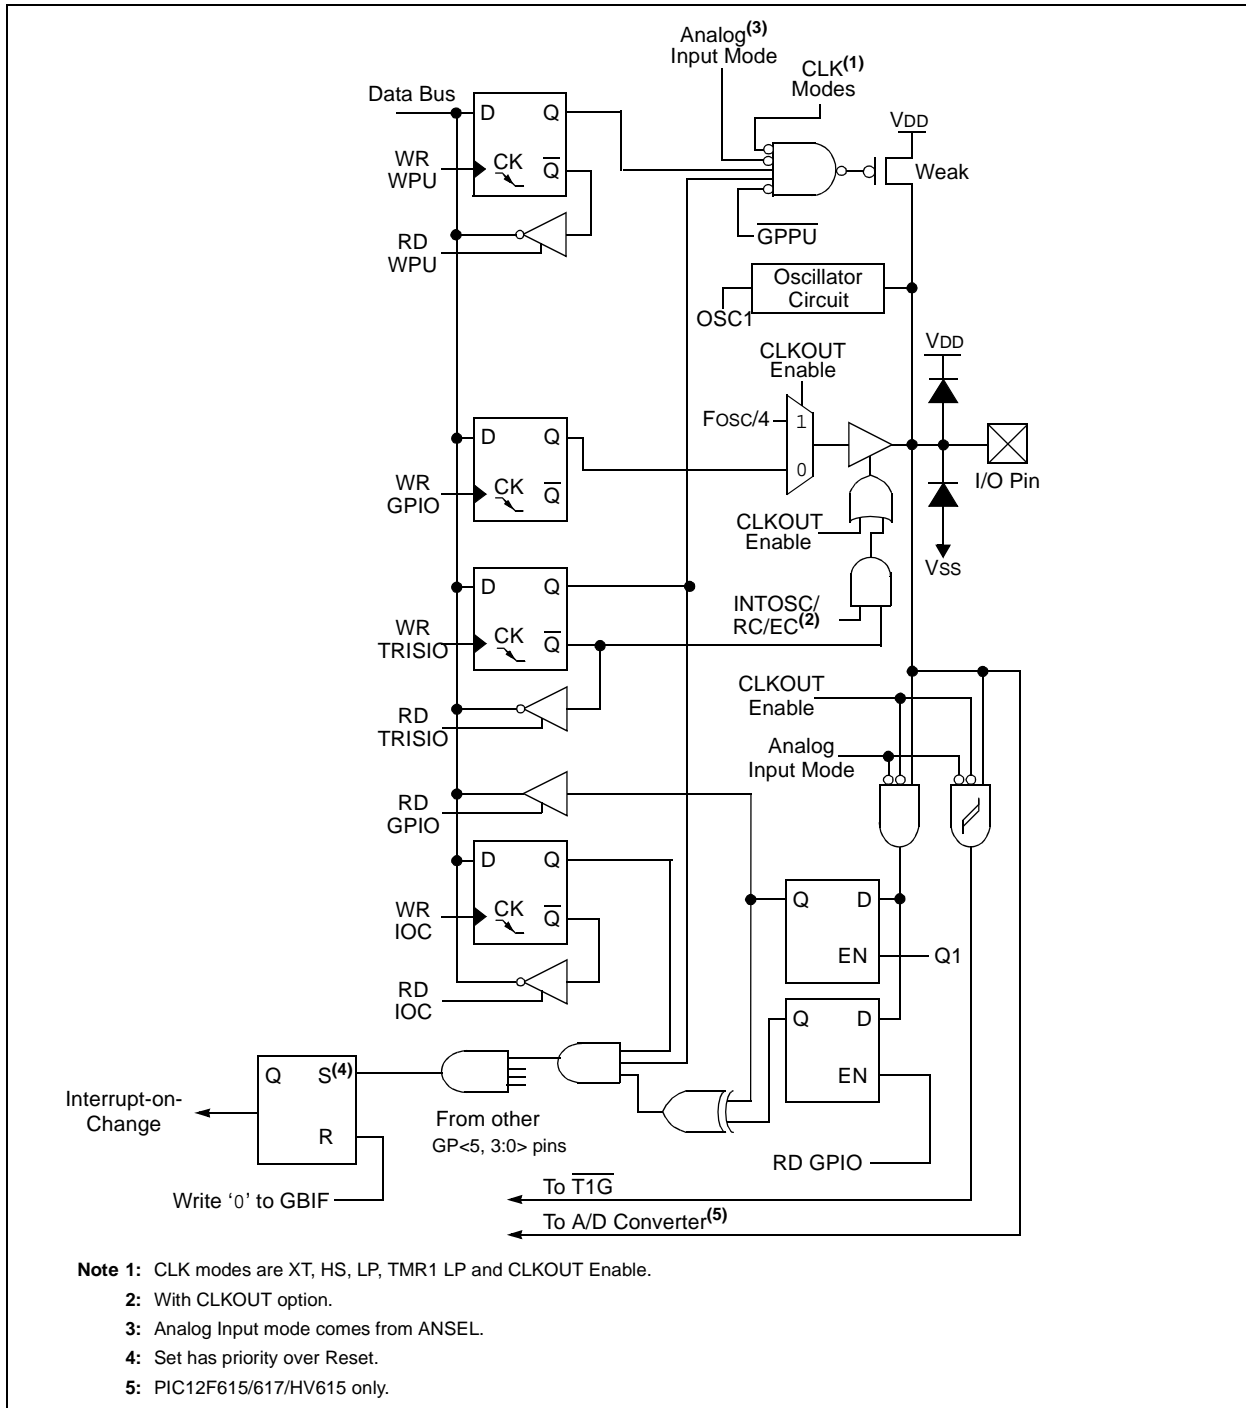 Analog(3)
Input Mode
CLK(1)
Modes
Data Bus
D
Q
VDD
WR
WPU
CK
Q
Weak
RD
WPU
GPPU
Oscillator
Circuit
OSC1
CLKOUT
Enable
VDD
FOSC/4
1
D
Q
0
I/O Pin
WR
GPIO
CK
Q
CLKOUT
Enable
VSS
D
Q
INTOSC/
RC/EC(2)
WR
TRISIO
CK
Q
CLKOUT
Enable
RD
TRISIO
Analog
Input Mode
RD
GPIO
D
Q
WR
IOC
CK
Q
Q
D
EN
Q1
RD
IOC
Q
D
EN
Q
S(4)
R
Interrupt-on-
Change
From other
GP<5, 3:0> pins
RD GPIO
Write ‘0’ to GBIF
To T1G
To A/D Converter(5)
Note 1: CLK modes are XT, HS, LP, TMR1 LP and CLKOUT Enable.
2: With CLKOUT option.
3: Analog Input mode comes from ANSEL.
4: Set has priority over Reset.
5: PIC12F615/617/HV615 only.